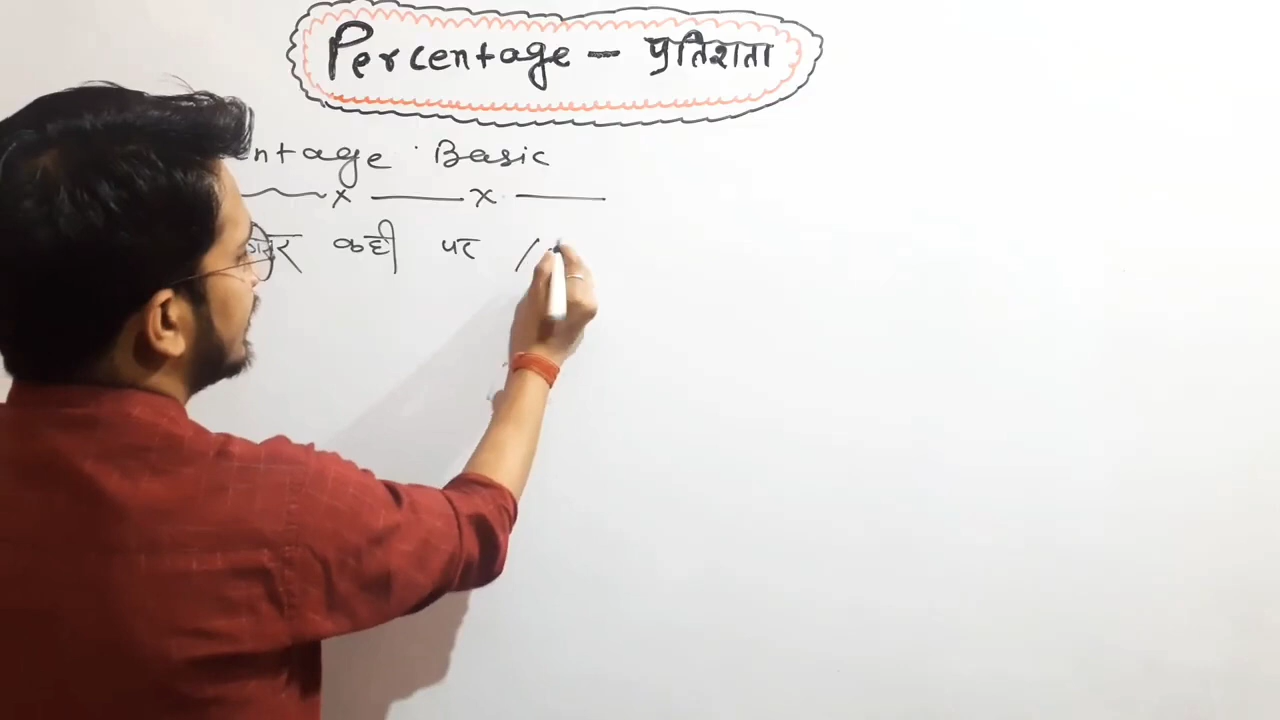 Percentage - प्रतिशता
entage Basic
x x
कही पर /